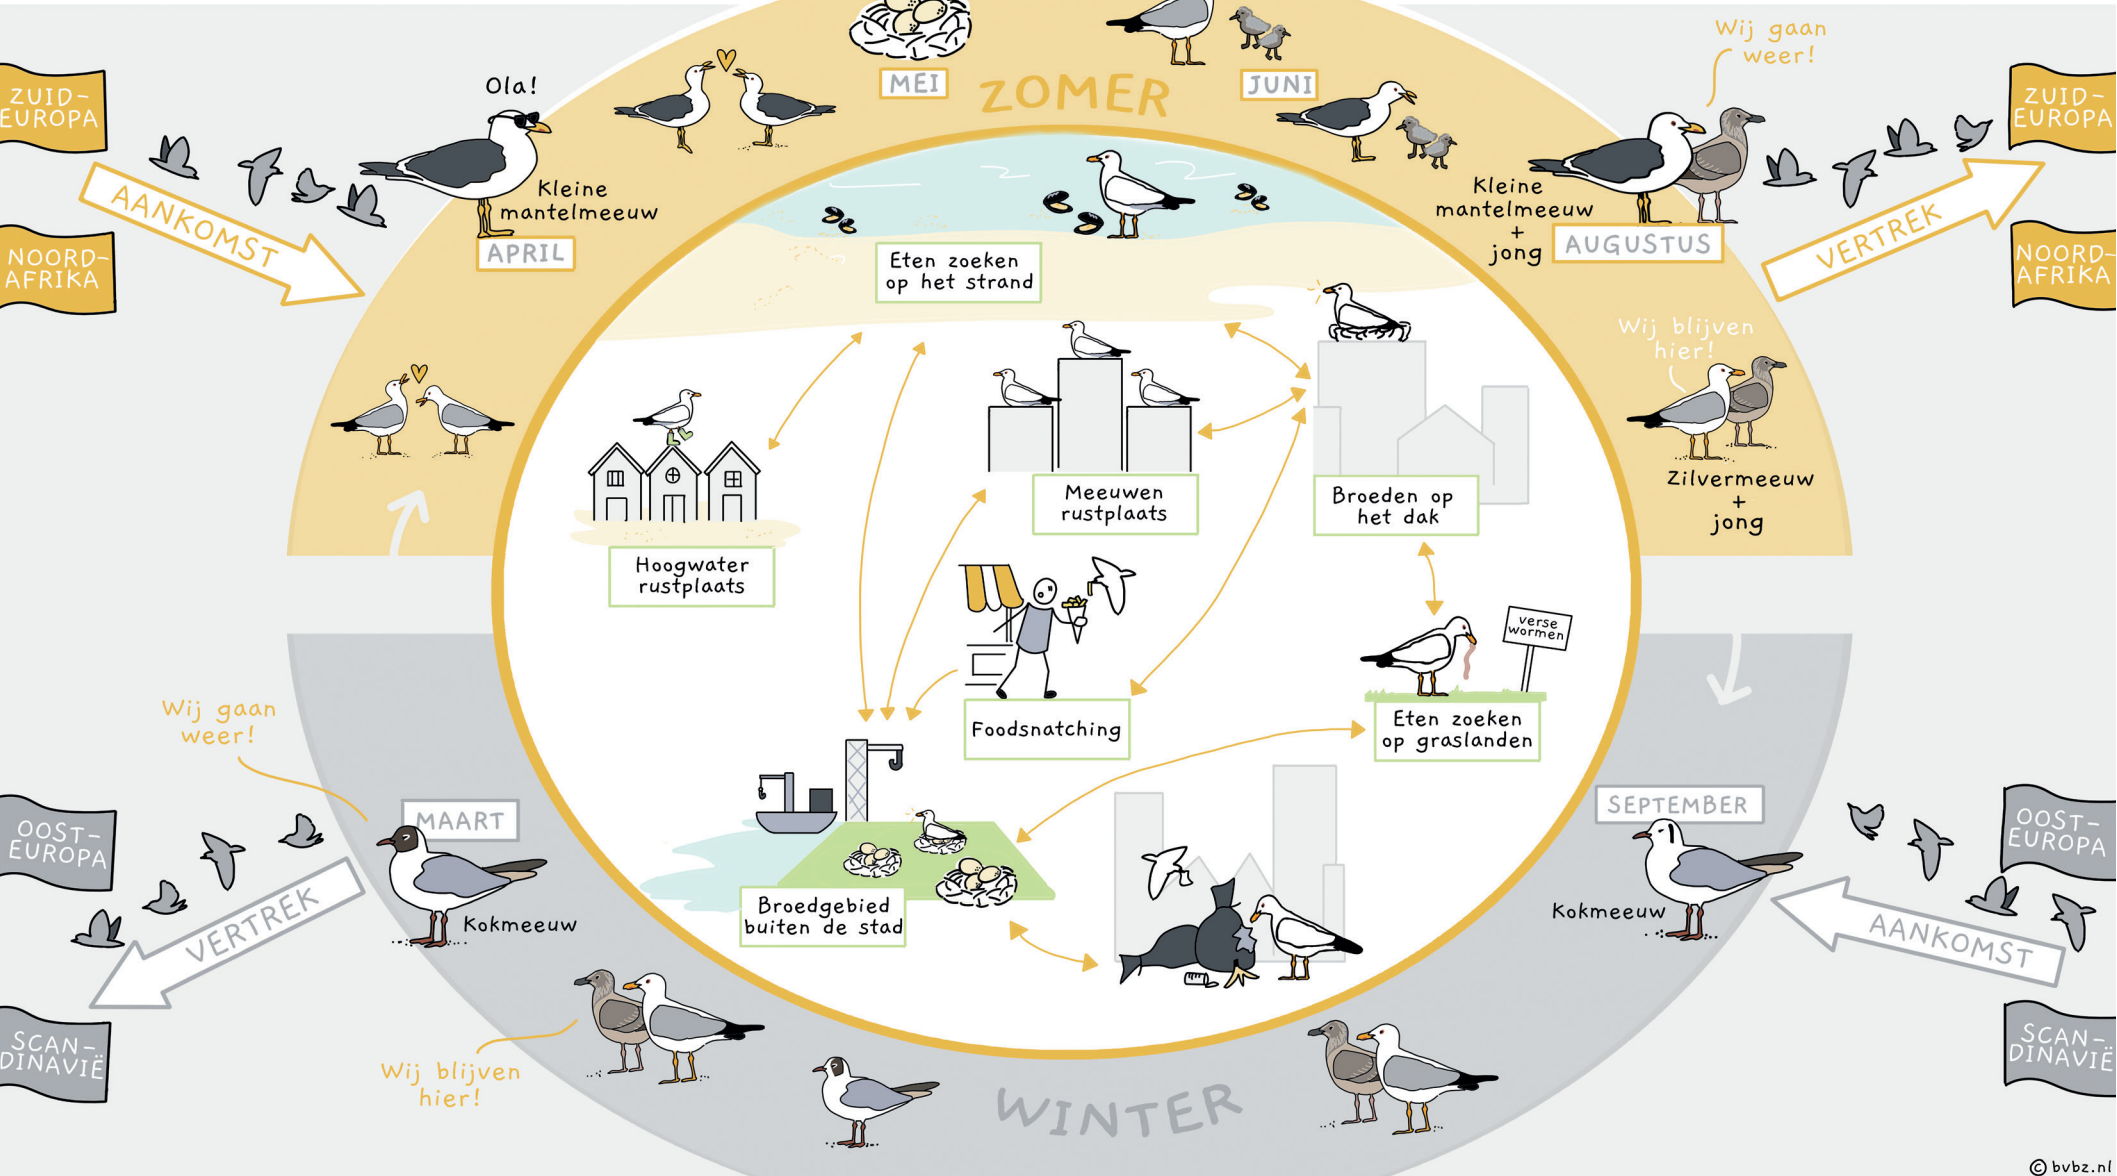 Wij gaan
weer!
ZUID-
EUROPA
Ola!
MEI
ZOMER
JUNI
ZUID-
EUROPA
AANKOMST
Kleine
mantelmeeuw
APRIL
NOORD-
AFRIKA
Eten zoeken
op het strand
Kleine
mantelmeeuw
+
jong
AUGUSTUS
VERTREK
NOORD-
AFRIKA
Wij blijven
hier!
Zilvermeeuw
+
jong
Meeuwen
rustplaats
Broeden op
het dak
Hoogwater
rustplaats
verse
wormen
Foodsnatching
Eten zoeken
op graslanden
Wij gaan
weer!
MAART
SEPTEMBER
OOST-
EUROPA
OOST-
EUROPA
VERTREK
Kokmeeuw
Broedgebied
buiten de stad
Kokmeeuw
AANKOMST
SCAN-
DINAVIË
SCAN-
DINAVIË
Wij blijven
hier!
WINTER
© bvbz.nl